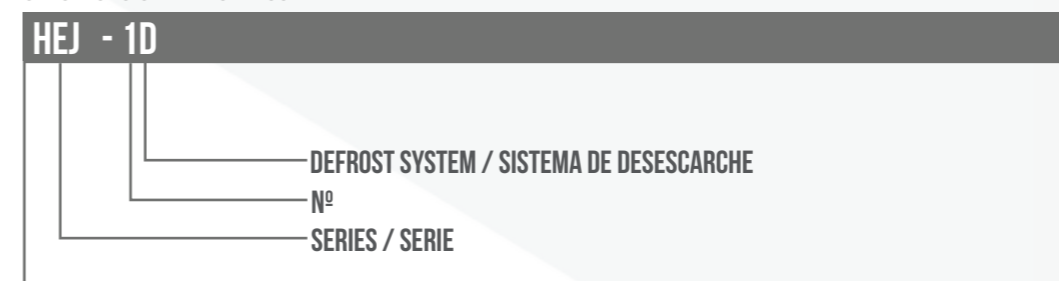 HEJ - 1D
DEFROST SYSTEM / SISTEMA DE DESESCARCHE
Nº
SERIES / SERIE